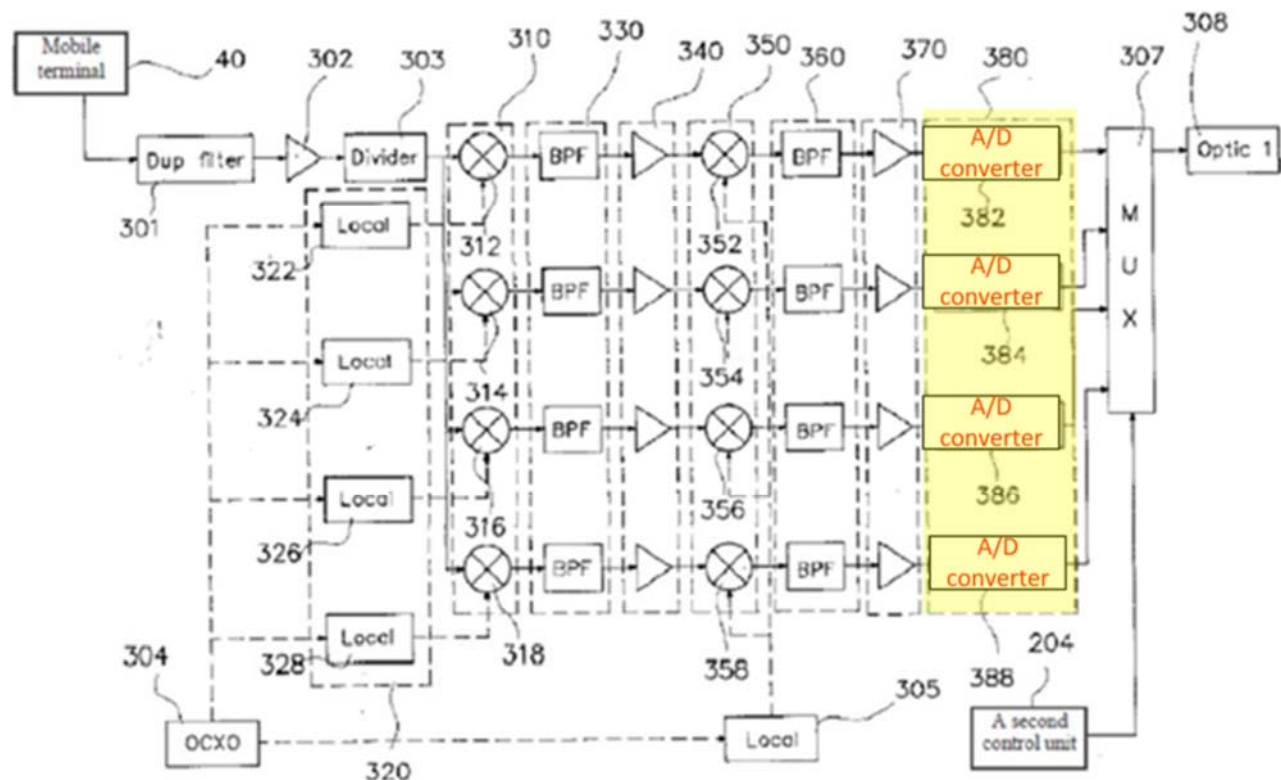 Mobile
terminal
40
302
303
310
330
340
350
360
370
380
307
308
Dup filter
Divider
BPF
BPF
A/D
converter
Optic 1
301
Local
322
312
352
382
M
U
X
BPF
BPF
A/D
converter
Local
324
314
354
384
BPF
BPF
A/D
converter
Local
326
316
356
386
BPF
BPF
A/D
converter
Local
328
318
358
388
204
304
320
305
OCXO
Local
A second
control unit